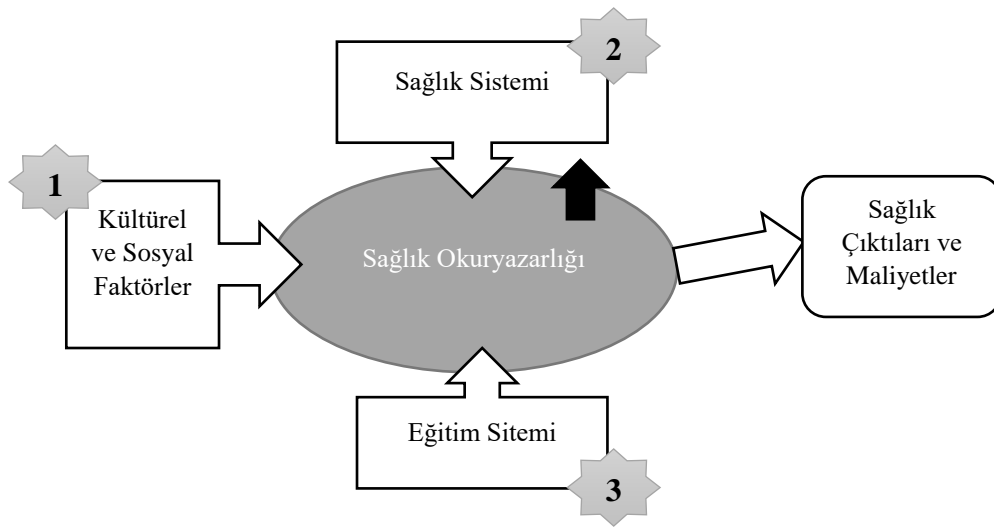 2
Sağlık Sistemi
1
Kültürel
ve Sosyal
Faktörler
Sağlık Okuryazarlığı
Sağlık
Çıktıları ve
Maliyetler
Eğitim Sitemi
3